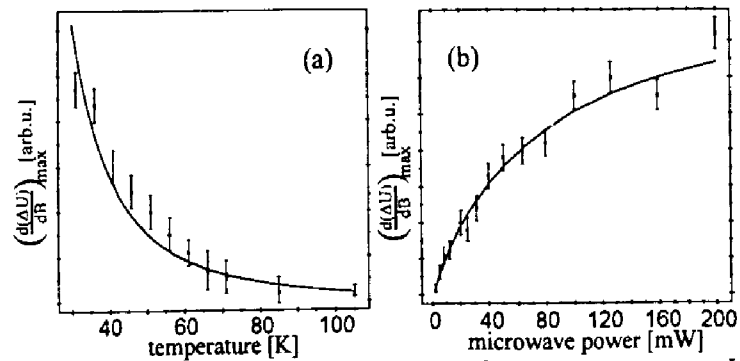 (a)
(d(ΔU)/dB)max [arb.u.]
40 60 80 100
temperature [K]
(b)
(d(ΔU)/dB)max [arb.u.]
0 40 80 120 160 200
microwave power [mW]